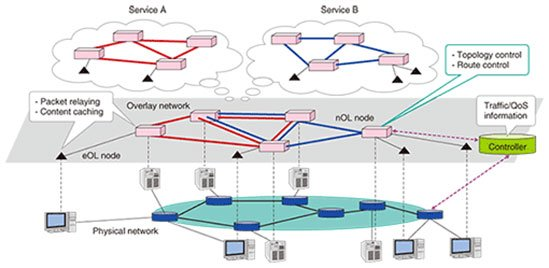 Service A
Service B
- Topology control
- Route control
- Packet relaying
- Content caching
Overlay network
nOL node
Traffic/QoS
information
eOL node
Controller
Physical network